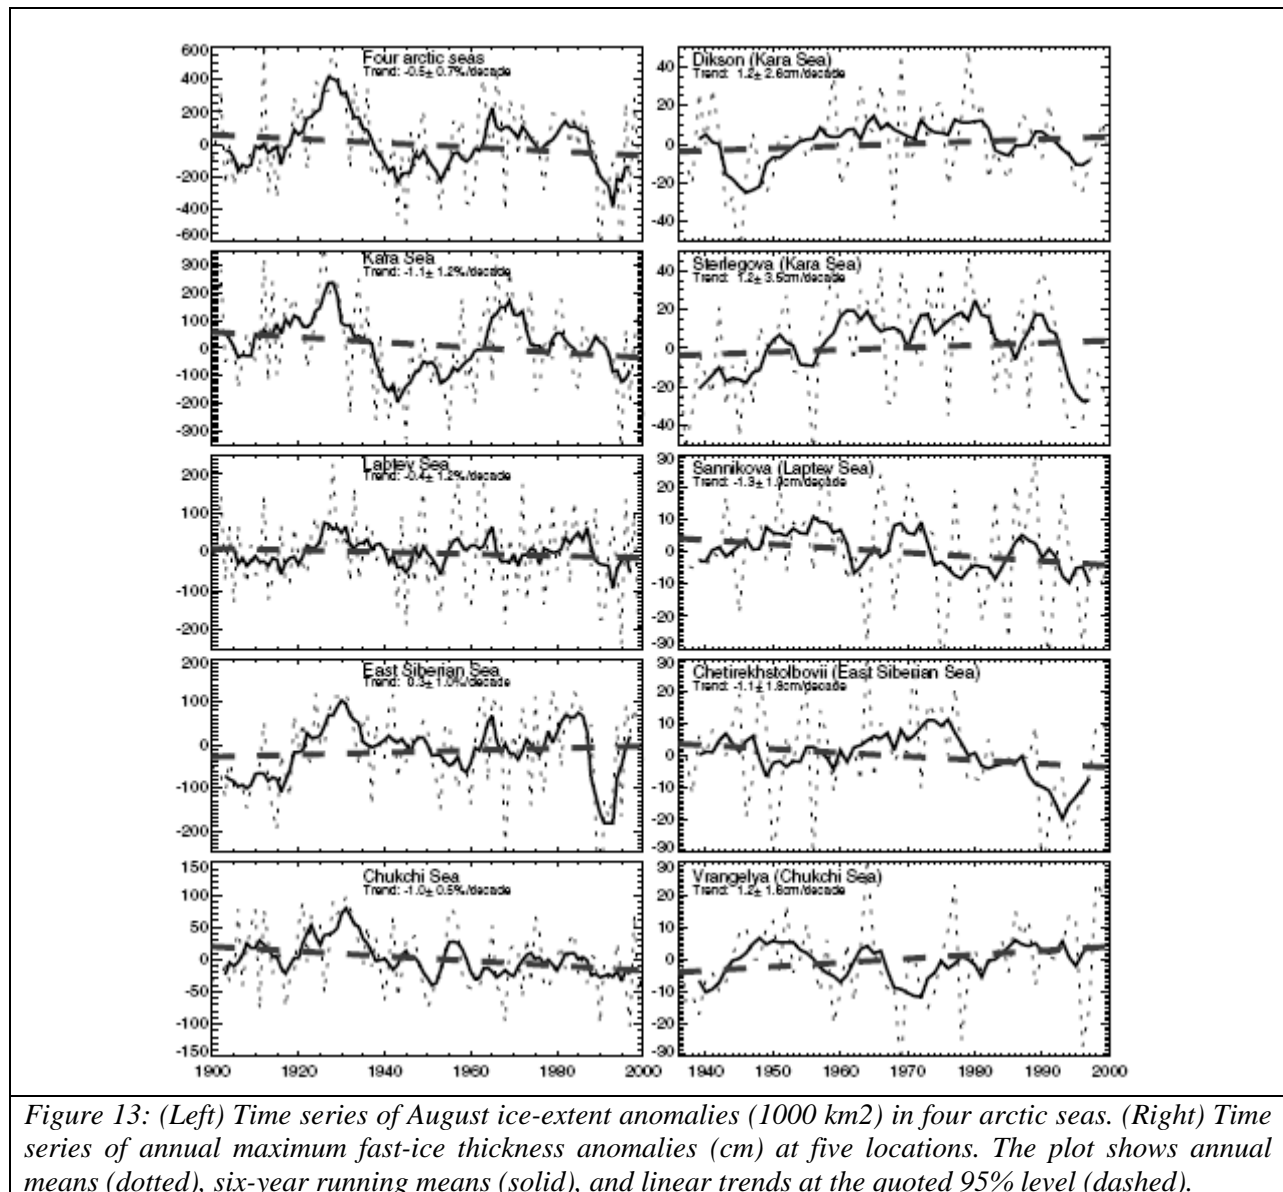 Four arctic seas
Trend: -0.5± 0.7%/decade
600
400
200
0
-200
-400
-600
Dikson (Kara Sea)
Trend: 1.2± 2.6cm/decade
40
20
0
-20
-40
Kara Sea
Trend: -1.1± 1.2%/decade
300
200
100
0
-100
-200
-300
Sterlegova (Kara Sea)
Trend: 1.2± 3.5cm/decade
40
20
0
-20
-40
Laptev Sea
Trend: -0.4± 1.2%/decade
200
100
0
-100
-200
Sannikova (Laptev Sea)
Trend: -1.3± cm/decade
30
20
10
0
-10
-20
-30
East Siberian Sea
Trend: 0.3± 1.0%/decade
200
100
0
-100
-200
Chetirekhstolbovii (East Siberian Sea)
Trend: -1.1± 1.9cm/decade
30
20
10
0
-10
-20
-30
Chukchi Sea
Trend: -1.0± 0.5%/decade
150
100
50
0
-50
-100
-150
1900 1920 1940 1960 1980 2000
Vrangelya (Chukchi Sea)
Trend: 1.2± 1.6cm/decade
30
20
10
0
-10
-20
-30
1940 1950 1960 1970 1980 1990 2000
Figure 13: (Left) Time series of August ice-extent anomalies (1000 km2) in four arctic seas. (Right) Time
series of annual maximum fast-ice thickness anomalies (cm) at five locations. The plot shows annual
means (dotted), six-year running means (solid), and linear trends at the quoted 95% level (dashed).